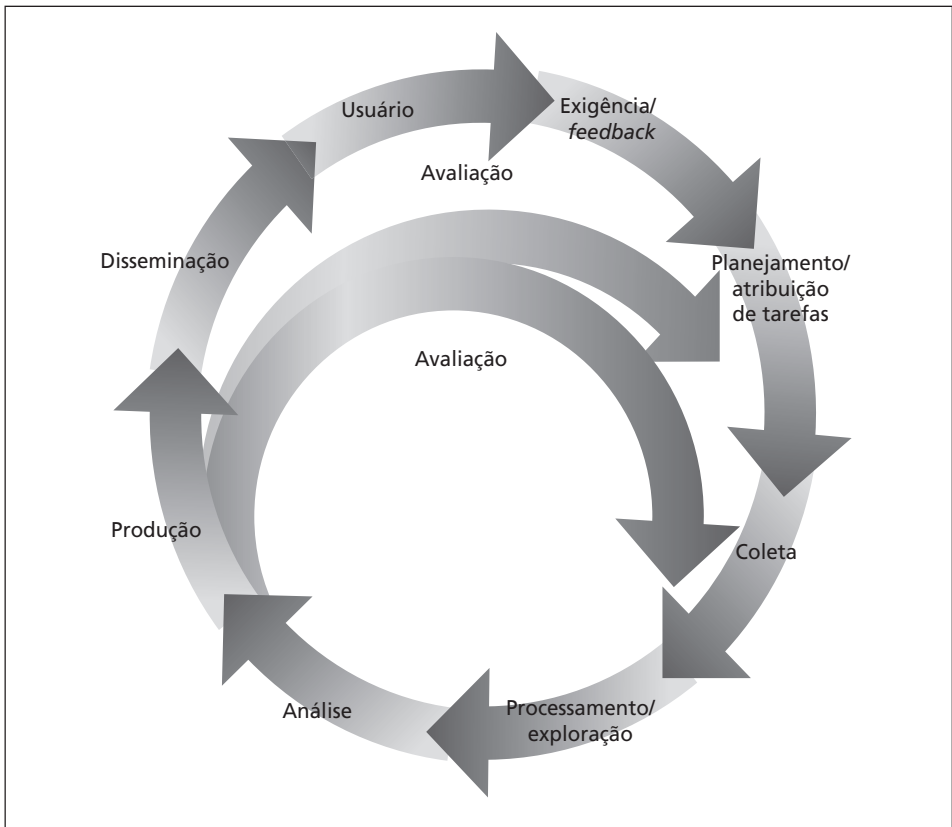 Usuário
Exigência/
feedback
Avaliação
Disseminação
Planejamento/
atribuição
de tarefas
Avaliação
Produção
Coleta
Análise
Processamento/
exploração